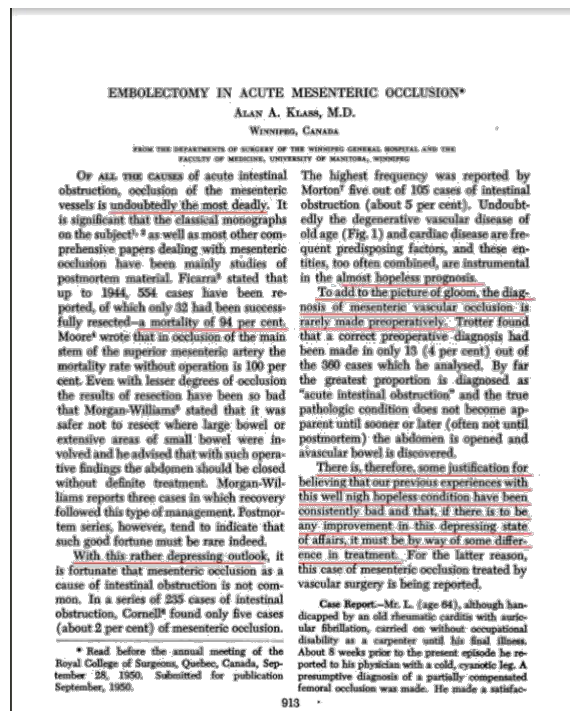 EMBOLECTOMY IN ACUTE MESENTERIC OCCLUSION*
ALAN A. KLASS, M.D.
WINNIPEG, CANADA
FROM THE DEPARTMENTS OF SURGERY OF THE WINNIPEG GENERAL HOSPITAL AND THE
FACULTY OF MEDICINE, UNIVERSITY OF MANITOBA, WINNIPEG
OF ALL THE CAUSES of acute intestinal
obstruction, occlusion of the mesenteric
vessels is undoubtedly the most deadly. It
is significant that the classical monographs
on the subject1, 2 as well as most other com-
prehensive papers dealing with mesenteric
occlusion have been mainly studies of
postmortem material. Ficarra3 stated that
up to 1944, 554 cases have been re-
ported, of which only 32 had been success-
fully resected—a mortality of 94 per cent.
Moore4 wrote that in occlusion of the main
stem of the superior mesenteric artery the
mortality rate without operation is 100 per
cent. Even with lesser degrees of occlusion
the results of resection have been so bad
that Morgan-Williams5 stated that it was
safer not to resect where large bowel or
extensive areas of small bowel were in-
volved and he advised that with such opera-
tive findings the abdomen should be closed
without definite treatment. Morgan-Wil-
liams reports three cases in which recovery
followed this type of management. Postmor-
tem series, however, tend to indicate that
such good fortune must be rare indeed.
With this rather depressing outlook, it
is fortunate that mesenteric occlusion as a
cause of intestinal obstruction is not com-
mon. In a series of 235 cases of intestinal
obstruction, Cornell6 found only five cases
(about 2 per cent) of mesenteric occlusion.
* Read before the annual meeting of the
Royal College of Surgeons, Quebec, Canada, Sep-
tember 28, 1950. Submitted for publication
September, 1950.
The highest frequency was reported by
Morton7 five out of 105 cases of intestinal
obstruction (about 5 per cent). Undoubt-
edly the degenerative vascular disease of
old age (Fig. 1) and cardiac disease are fre-
quent predisposing factors, and these en-
tities, too often combined, are instrumental
in the almost hopeless prognosis.
To add to the picture of gloom, the diag-
nosis of mesenteric vascular occlusion is
rarely made preoperatively. Trotter found
that a correct preoperative diagnosis had
been made in only 13 (4 per cent) out of
the 360 cases which he analysed. By far
the greatest proportion is diagnosed as
"acute intestinal obstruction" and the true
pathologic condition does not become ap-
parent until sooner or later (often not until
postmortem) the abdomen is opened and
avascular bowel is discovered.
There is, therefore, some justification for
believing that our previous experiences with
this well nigh hopeless condition have been
consistently bad and that, if there is to be
any improvement in this depressing state
of affairs, it must be by way of some differ-
ence in treatment. For the latter reason,
this case of mesenteric occlusion treated by
vascular surgery is being reported.
Case Report.—Mr. L. (age 64), although han-
dicapped by an old rheumatic carditis with auric-
ular fibrillation, carried on without occupational
disability as a carpenter until his final illness.
About 8 weeks prior to the present episode he re-
ported to his physician with a cold, cyanotic leg. A
presumptive diagnosis of a partially compensated
femoral occlusion was made. He made a satisfac-
913